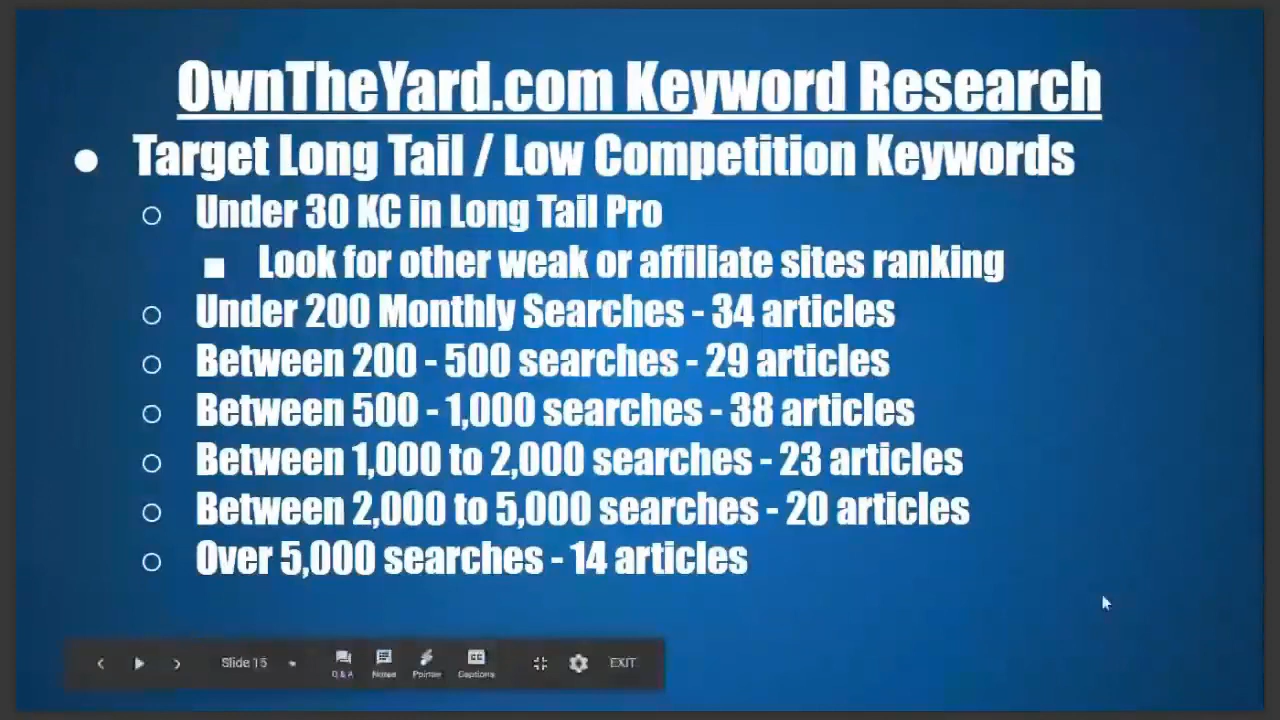 OwnTheYard.com Keyword Research
● Target Long Tail / Low Competition Keywords
○ Under 30 KC in Long Tail Pro
■ Look for other weak or affiliate sites ranking
○ Under 200 Monthly Searches - 34 articles
○ Between 200 - 500 searches - 29 articles
○ Between 500 - 1,000 searches - 38 articles
○ Between 1,000 to 2,000 searches - 23 articles
○ Between 2,000 to 5,000 searches - 20 articles
○ Over 5,000 searches - 14 articles
Slide 15 Q & A Notes Pointer Captions EXIT